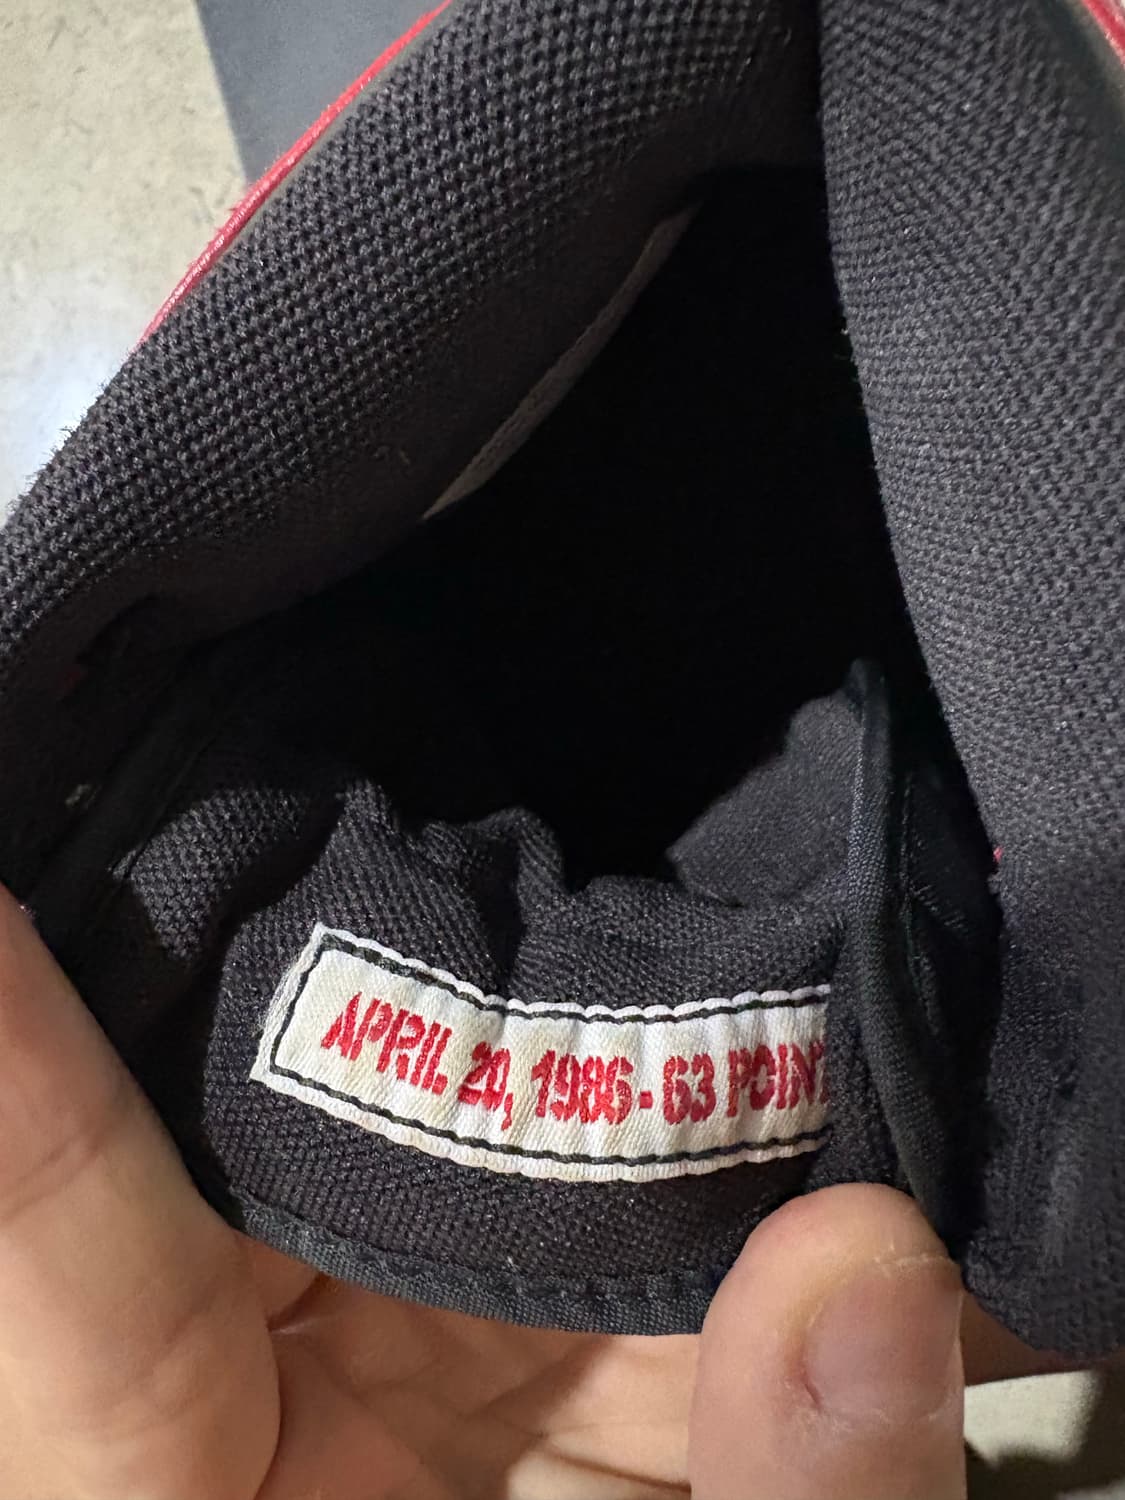 APRIL 20, 1986 - 63 POINT